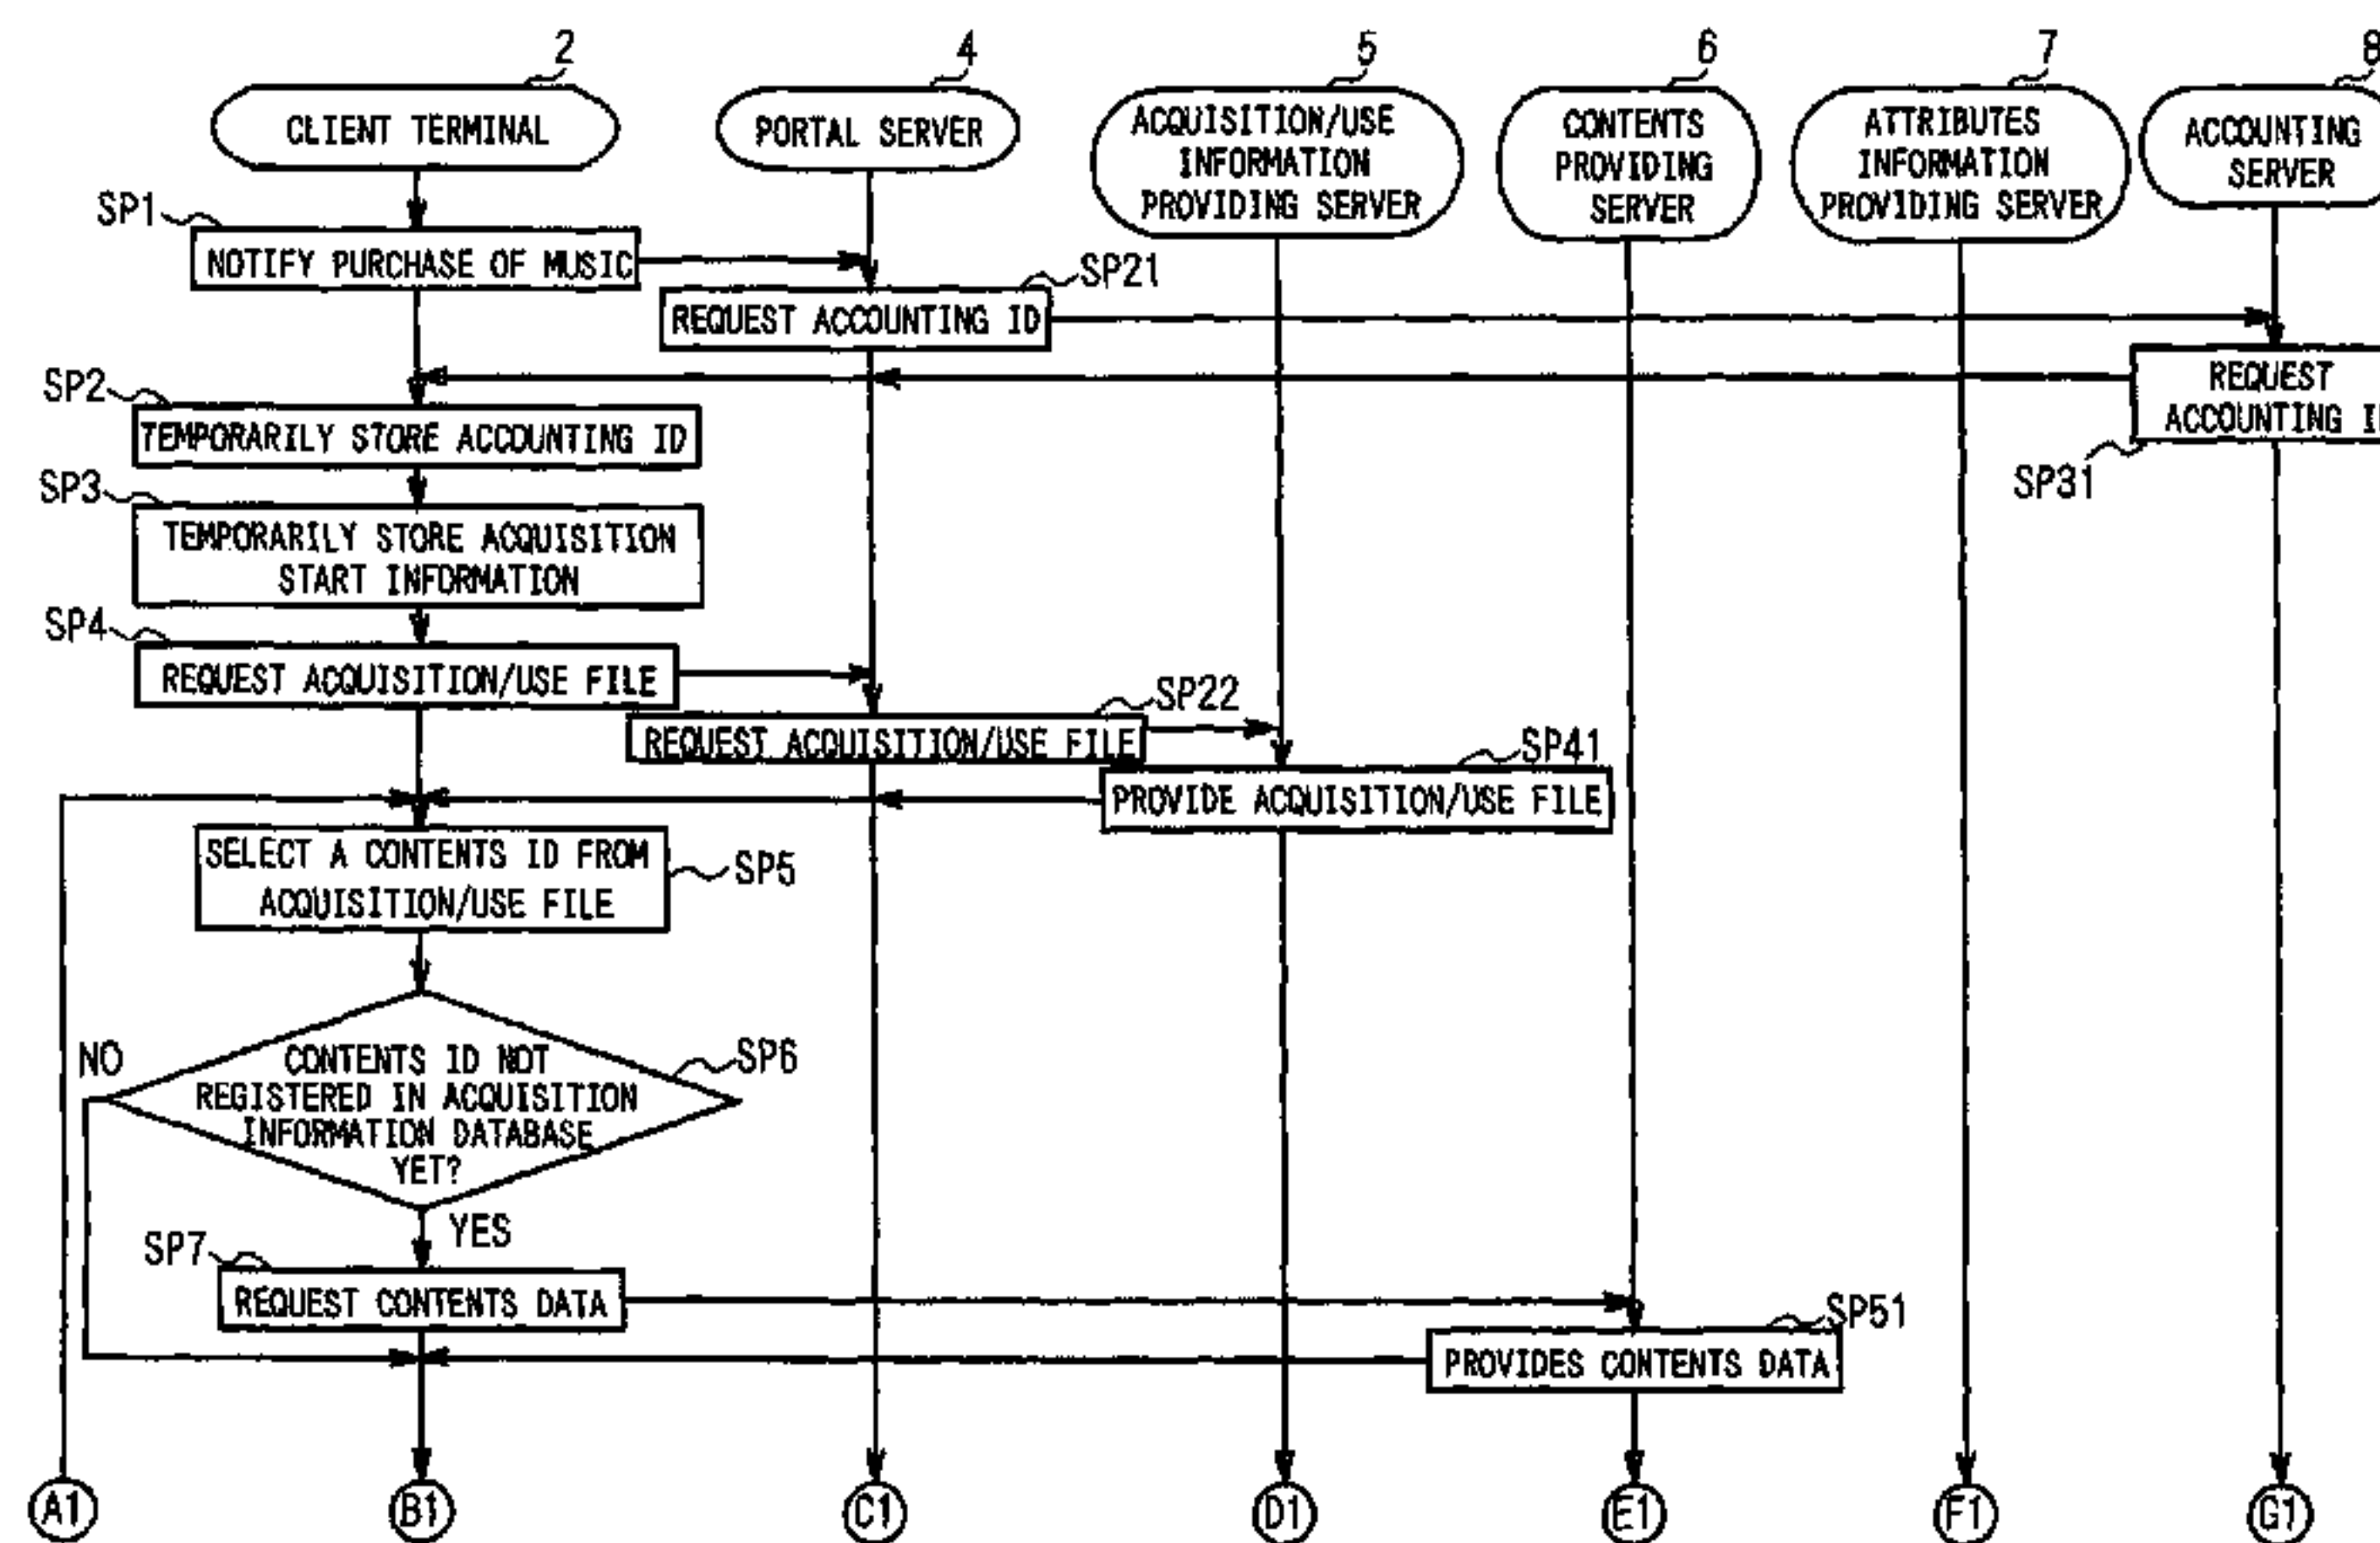 2
4
5
6
7
8
CLIENT TERMINAL
PORTAL SERVER
ACQUISITION/USE
INFORMATION
PROVIDING SERVER
CONTENTS
PROVIDING
SERVER
ATTRIBUTES
INFORMATION
PROVIDING SERVER
ACCOUNTING
SERVER
SP1
NOTIFY PURCHASE OF MUSIC
SP21
REQUEST ACCOUNTING ID
SP2
TEMPORARILY STORE ACCOUNTING ID
REQUEST
ACCOUNTING I
SP31
SP3
TEMPORARILY STORE ACQUISITION
START INFORMATION
SP4
REQUEST ACQUISITION/USE FILE
SP22
REQUEST ACQUISITION/USE FILE
SP41
PROVIDE ACQUISITION/USE FILE
SELECT A CONTENTS ID FROM
ACQUISITION/USE FILE
SP5
NO
CONTENTS ID NOT
REGISTERED IN ACQUISITION
INFORMATION DATABASE
YET?
SP6
YES
SP7
REQUEST CONTENTS DATA
SP51
PROVIDES CONTENTS DATA
A1
B1
C1
D1
E1
F1
G1